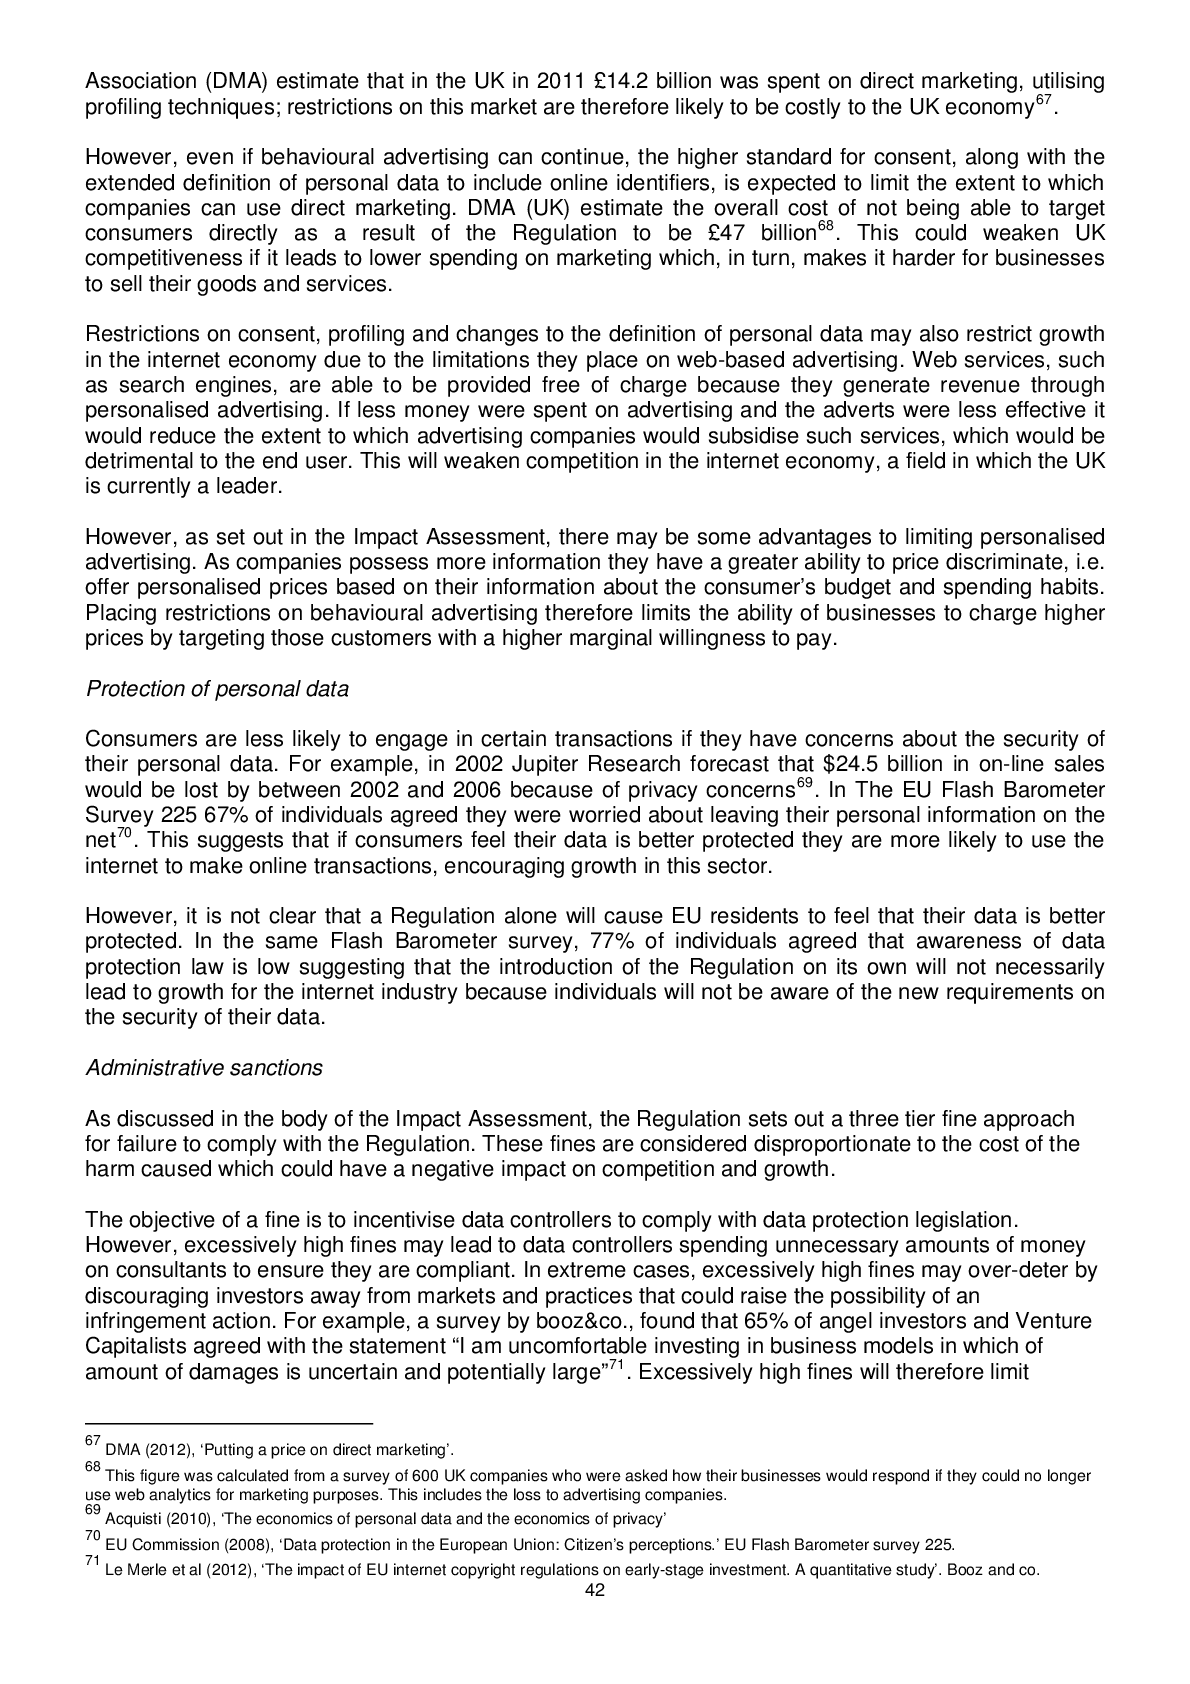 Association (DMA) estimate that in the UK in 2011 £14.2 billion was spent on direct marketing, utilising
profiling techniques; restrictions on this market are therefore likely to be costly to the UK economy67.
However, even if behavioural advertising can continue, the higher standard for consent, along with the
extended definition of personal data to include online identifiers, is expected to limit the extent to which
companies can use direct marketing. DMA (UK) estimate the overall cost of not being able to target
consumers directly as a result of the Regulation to be £47 billion68. This could weaken UK
competitiveness if it leads to lower spending on marketing which, in turn, makes it harder for businesses
to sell their goods and services.
Restrictions on consent, profiling and changes to the definition of personal data may also restrict growth
in the internet economy due to the limitations they place on web-based advertising. Web services, such
as search engines, are able to be provided free of charge because they generate revenue through
personalised advertising. If less money were spent on advertising and the adverts were less effective it
would reduce the extent to which advertising companies would subsidise such services, which would be
detrimental to the end user. This will weaken competition in the internet economy, a field in which the UK
is currently a leader.
However, as set out in the Impact Assessment, there may be some advantages to limiting personalised
advertising. As companies possess more information they have a greater ability to price discriminate, i.e.
offer personalised prices based on their information about the consumer’s budget and spending habits.
Placing restrictions on behavioural advertising therefore limits the ability of businesses to charge higher
prices by targeting those customers with a higher marginal willingness to pay.
Protection of personal data
Consumers are less likely to engage in certain transactions if they have concerns about the security of
their personal data. For example, in 2002 Jupiter Research forecast that $24.5 billion in on-line sales
would be lost by between 2002 and 2006 because of privacy concerns69. In The EU Flash Barometer
Survey 225 67% of individuals agreed they were worried about leaving their personal information on the
net70. This suggests that if consumers feel their data is better protected they are more likely to use the
internet to make online transactions, encouraging growth in this sector.
However, it is not clear that a Regulation alone will cause EU residents to feel that their data is better
protected. In the same Flash Barometer survey, 77% of individuals agreed that awareness of data
protection law is low suggesting that the introduction of the Regulation on its own will not necessarily
lead to growth for the internet industry because individuals will not be aware of the new requirements on
the security of their data.
Administrative sanctions
As discussed in the body of the Impact Assessment, the Regulation sets out a three tier fine approach
for failure to comply with the Regulation. These fines are considered disproportionate to the cost of the
harm caused which could have a negative impact on competition and growth.
The objective of a fine is to incentivise data controllers to comply with data protection legislation.
However, excessively high fines may lead to data controllers spending unnecessary amounts of money
on consultants to ensure they are compliant. In extreme cases, excessively high fines may over-deter by
discouraging investors away from markets and practices that could raise the possibility of an
infringement action. For example, a survey by booz&co., found that 65% of angel investors and Venture
Capitalists agreed with the statement “I am uncomfortable investing in business models in which of
amount of damages is uncertain and potentially large”71. Excessively high fines will therefore limit
67 DMA (2012), ‘Putting a price on direct marketing’.
68 This figure was calculated from a survey of 600 UK companies who were asked how their businesses would respond if they could no longer
use web analytics for marketing purposes. This includes the loss to advertising companies.
69 Acquisti (2010), ‘The economics of personal data and the economics of privacy’
70 EU Commission (2008), ‘Data protection in the European Union: Citizen’s perceptions.’ EU Flash Barometer survey 225.
71 Le Merle et al (2012), ‘The impact of EU internet copyright regulations on early-stage investment. A quantitative study’. Booz and co.
42